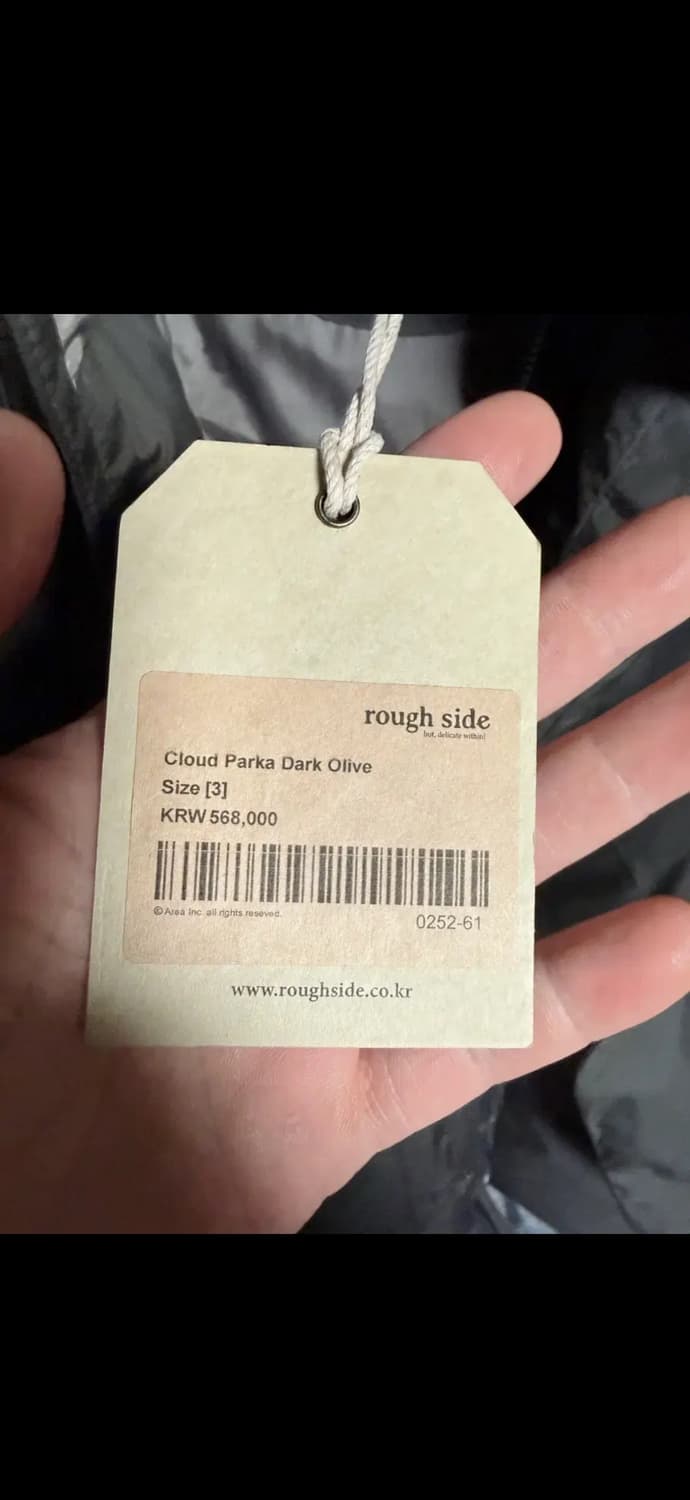 rough side
but, delicate within!
Cloud Parka Dark Olive
Size [3]
KRW 568,000
© Area Inc. all rights reseved.
0252-61
www.roughside.co.kr